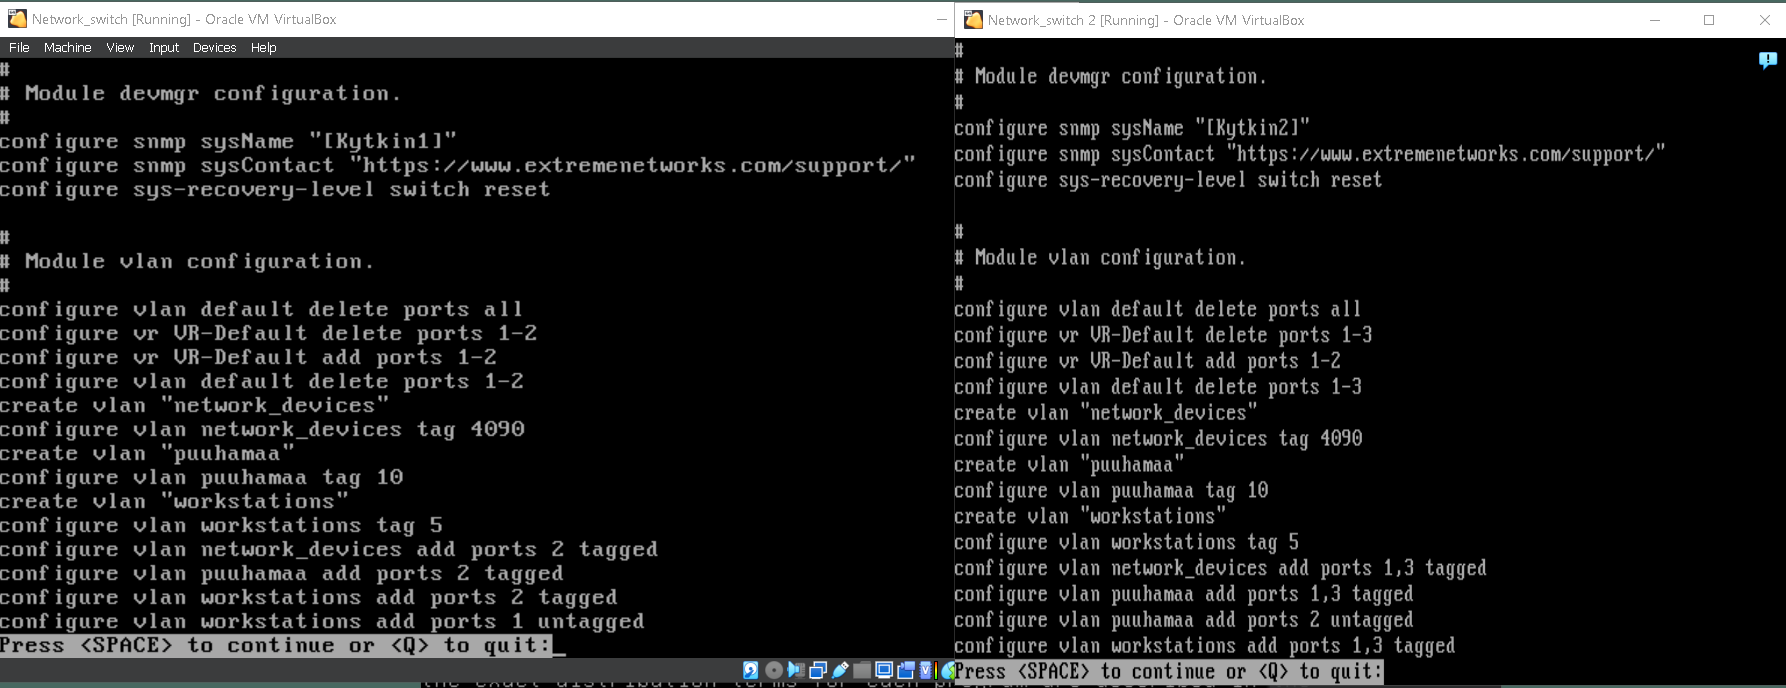 Network_switch [Running] - Oracle VM VirtualBox
File Machine View Input Devices Help
#
# Module devmgr configuration.
#
configure snmp sysName "[Kytkin1]"
configure snmp sysContact "https://www.extremenetworks.com/support/"
configure sys-recovery-level switch reset
#
# Module vlan configuration.
#
configure vlan default delete ports all
configure vr VR-Default delete ports 1-2
configure vr VR-Default add ports 1-2
configure vlan default delete ports 1-2
create vlan "network_devices"
configure vlan network_devices tag 4090
create vlan "puuhamaa"
configure vlan puuhamaa tag 10
create vlan "workstations"
configure vlan workstations tag 5
configure vlan network_devices add ports 2 tagged
configure vlan puuhamaa add ports 2 tagged
configure vlan workstations add ports 2 tagged
configure vlan workstations add ports 1 untagged
Press <SPACE> to continue or <Q> to quit:_
Network_switch 2 [Running] - Oracle VM VirtualBox
#
# Module devmgr configuration.
#
configure snmp sysName "[Kytkin2]"
configure snmp sysContact "https://www.extremenetworks.com/support/"
configure sys-recovery-level switch reset
#
# Module vlan configuration.
#
configure vlan default delete ports all
configure vr VR-Default delete ports 1-3
configure vr VR-Default add ports 1-2
configure vlan default delete ports 1-3
create vlan "network_devices"
configure vlan network_devices tag 4090
create vlan "puuhamaa"
configure vlan puuhamaa tag 10
create vlan "workstations"
configure vlan workstations tag 5
configure vlan network_devices add ports 1,3 tagged
configure vlan puuhamaa add ports 1,3 tagged
configure vlan puuhamaa add ports 2 untagged
configure vlan workstations add ports 1,3 tagged
Press <SPACE> to continue or <Q> to quit: